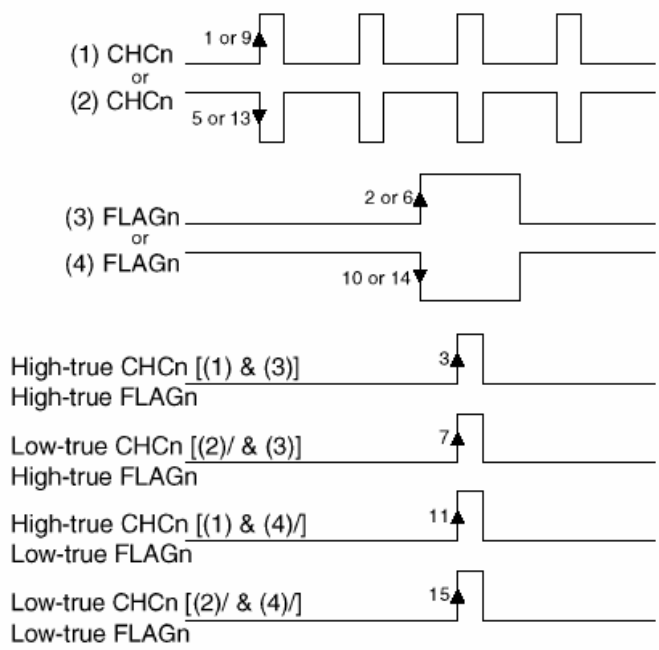 1 or 9
(1) CHCn
or
(2) CHCn
5 or 13
2 or 6
(3) FLAGn
or
(4) FLAGn
10 or 14
High-true CHCn [(1) & (3)]
High-true FLAGn
3
Low-true CHCn [(2)/ & (3)]
High-true FLAGn
7
High-true CHCn [(1) & (4)/]
Low-true FLAGn
11
Low-true CHCn [(2)/ & (4)/]
Low-true FLAGn
15